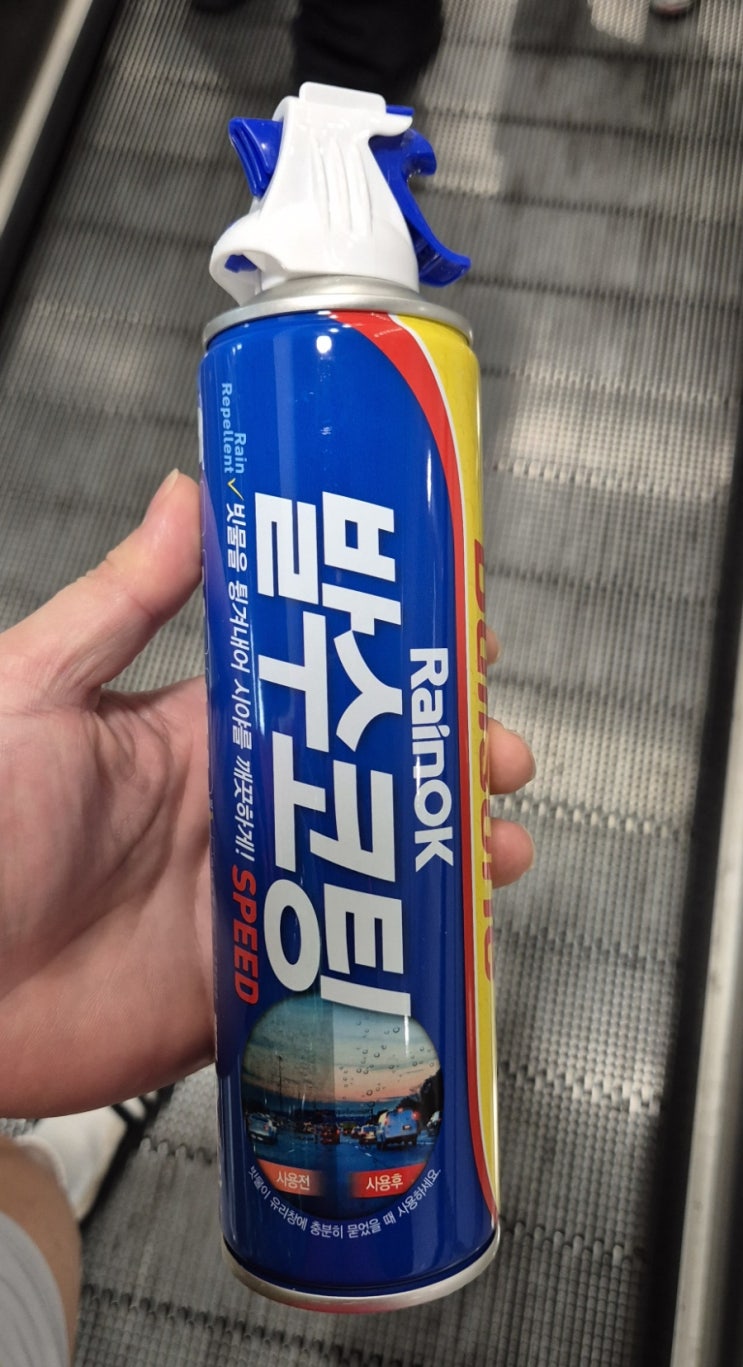 Bullsone
RainOK
발수코팅
Rain
Repellent
빗물을 튕겨내어 시야를 깨끗하게! SPEED
사용전
사용후
빗물이 유리창에 충분히 묻었을 때 사용하세요.